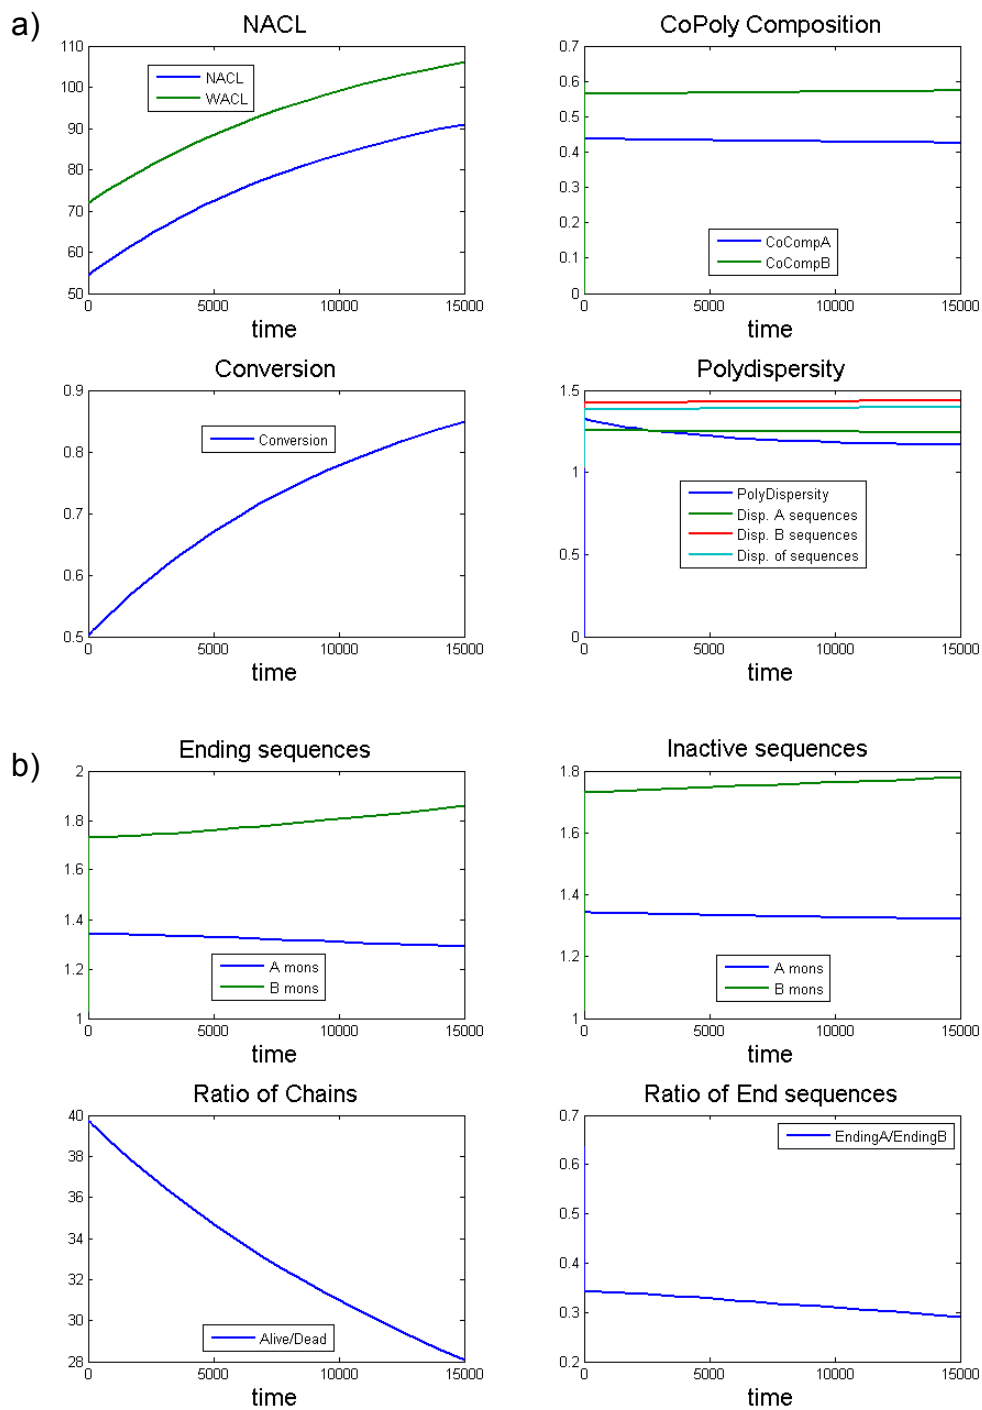 a)
NACL
110
100
90
80
70
60
50
0 5000 10000 15000
NACL
WACL
time
CoPoly Composition
0.7
0.6
0.5
0.4
0.3
0.2
0.1
0
0 5000 10000 15000
CoCompA
CoCompB
time
Conversion
0.9
0.8
0.7
0.6
0.5
0 5000 10000 15000
Conversion
time
Polydispersity
1.5
1
0.5
0
0 5000 10000 15000
PolyDispersity
Disp. A sequences
Disp. B sequences
Disp. of sequences
time
b)
Ending sequences
2
1.8
1.6
1.4
1.2
1
0 5000 10000 15000
A mons
B mons
time
Inactive sequences
1.8
1.6
1.4
1.2
1
0 5000 10000 15000
A mons
B mons
time
Ratio of Chains
40
38
36
34
32
30
28
0 5000 10000 15000
Alive/Dead
time
Ratio of End sequences
0.7
0.6
0.5
0.4
0.3
0.2
0 5000 10000 15000
EndingA/EndingB
time